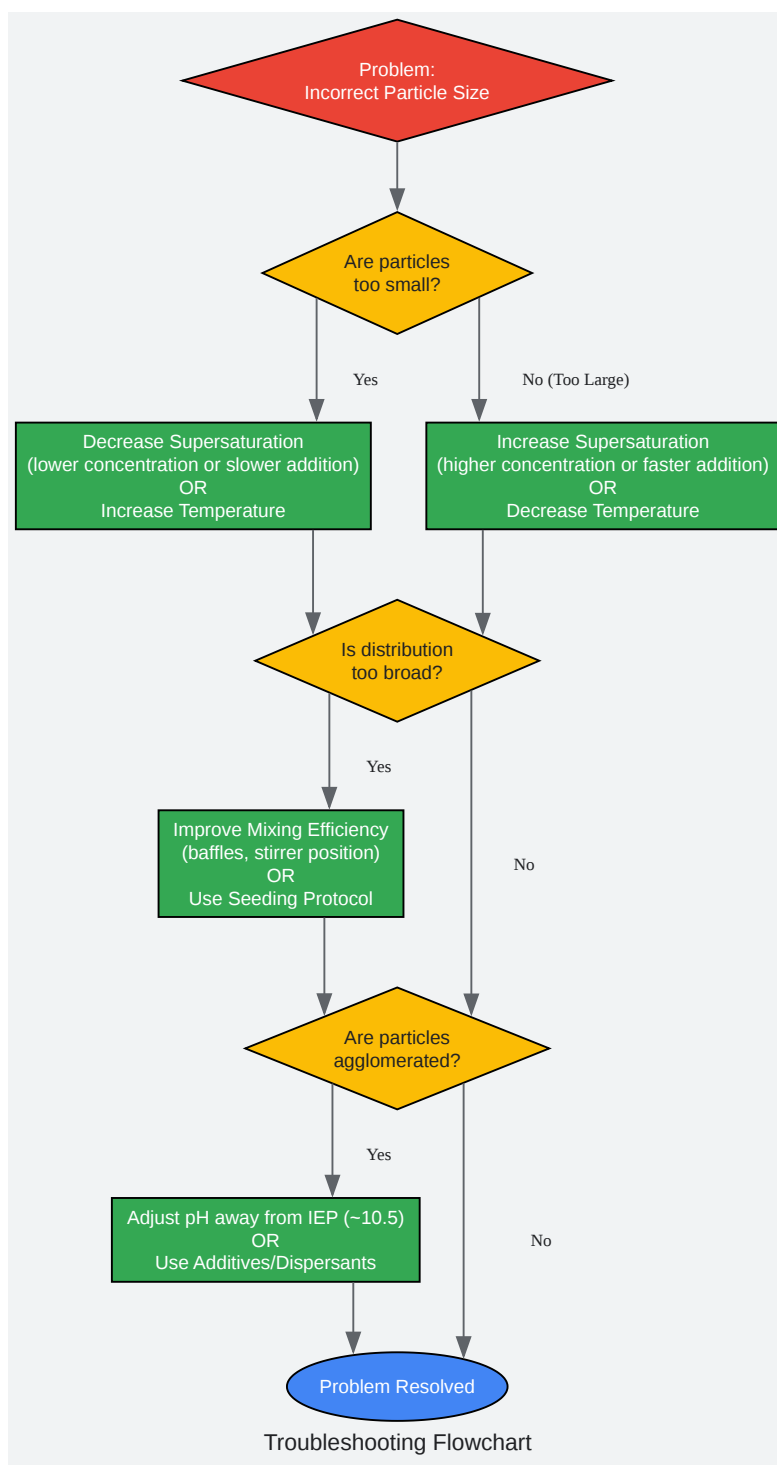 Problem:
Incorrect Particle Size
Are particles
too small?
Yes
No (Too Large)
Decrease Supersaturation
(lower concentration or slower addition)
OR
Increase Temperature
Increase Supersaturation
(higher concentration or faster addition)
OR
Decrease Temperature
Is distribution
too broad?
Yes
Improve Mixing Efficiency
(baffles, stirrer position)
OR
Use Seeding Protocol
No
Are particles
agglomerated?
Yes
Adjust pH away from IEP (~10.5)
OR
Use Additives/Dispersants
No
Problem Resolved
Troubleshooting Flowchart